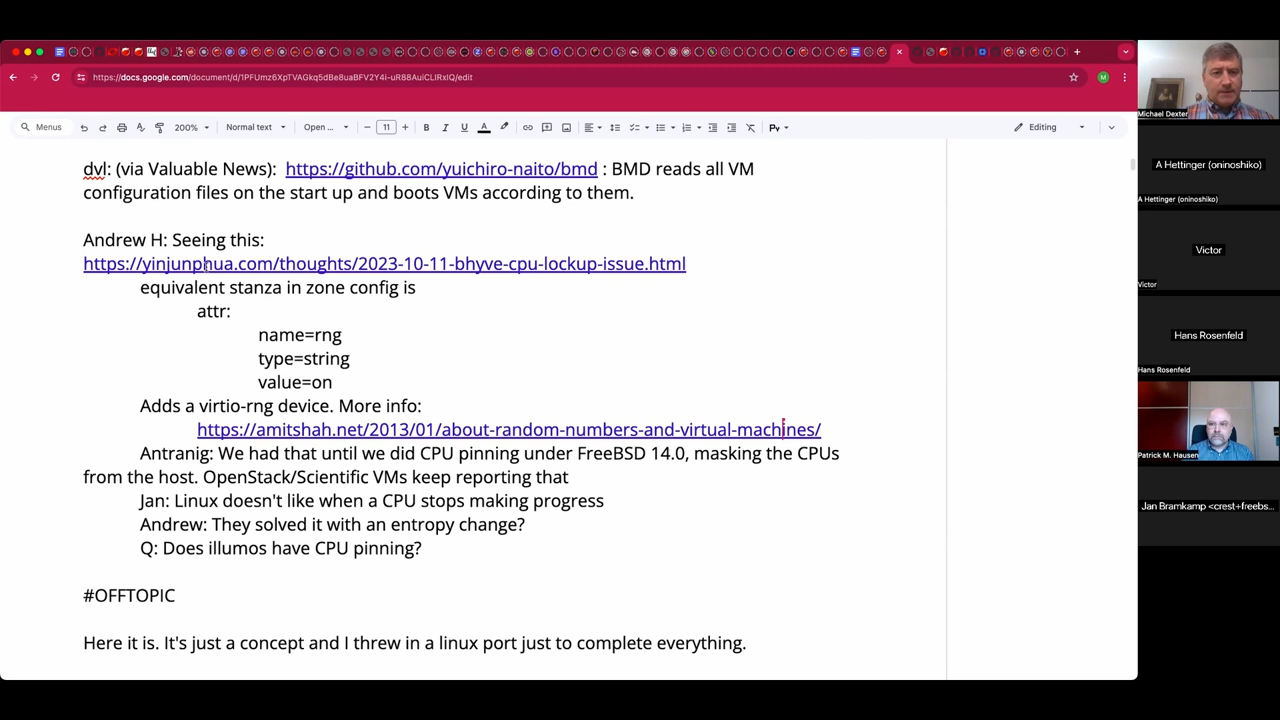 https://docs.google.com/document/d/1PFUmz6XpTVAGkq5dBe8uaBFV2Y4i-uR88AuiCLIRxIQ/edit
M
Menus
200%
Normal text
Open ...
11
B I U A
Editing
dvl: (via Valuable News): https://github.com/yuichiro-naito/bmd : BMD reads all VM
configuration files on the start up and boots VMs according to them.
Andrew H: Seeing this:
https://yinjunphua.com/thoughts/2023-10-11-bhyve-cpu-lockup-issue.html
equivalent stanza in zone config is
attr:
name=rng
type=string
value=on
Adds a virtio-rng device. More info:
https://amitshah.net/2013/01/about-random-numbers-and-virtual-machines/
Antranig: We had that until we did CPU pinning under FreeBSD 14.0, masking the CPUs
from the host. OpenStack/Scientific VMs keep reporting that
Jan: Linux doesn't like when a CPU stops making progress
Andrew: They solved it with an entropy change?
Q: Does illumos have CPU pinning?
#OFFTOPIC
Here it is. It's just a concept and I threw in a linux port just to complete everything.
Michael Dexter
A Hettinger (oninoshiko)
A Hettinger (oninoshiko)
Victor
Victor
Hans Rosenfeld
Hans Rosenfeld
Patrick M. Hausen
Jan Bramkamp <crest+freebs...